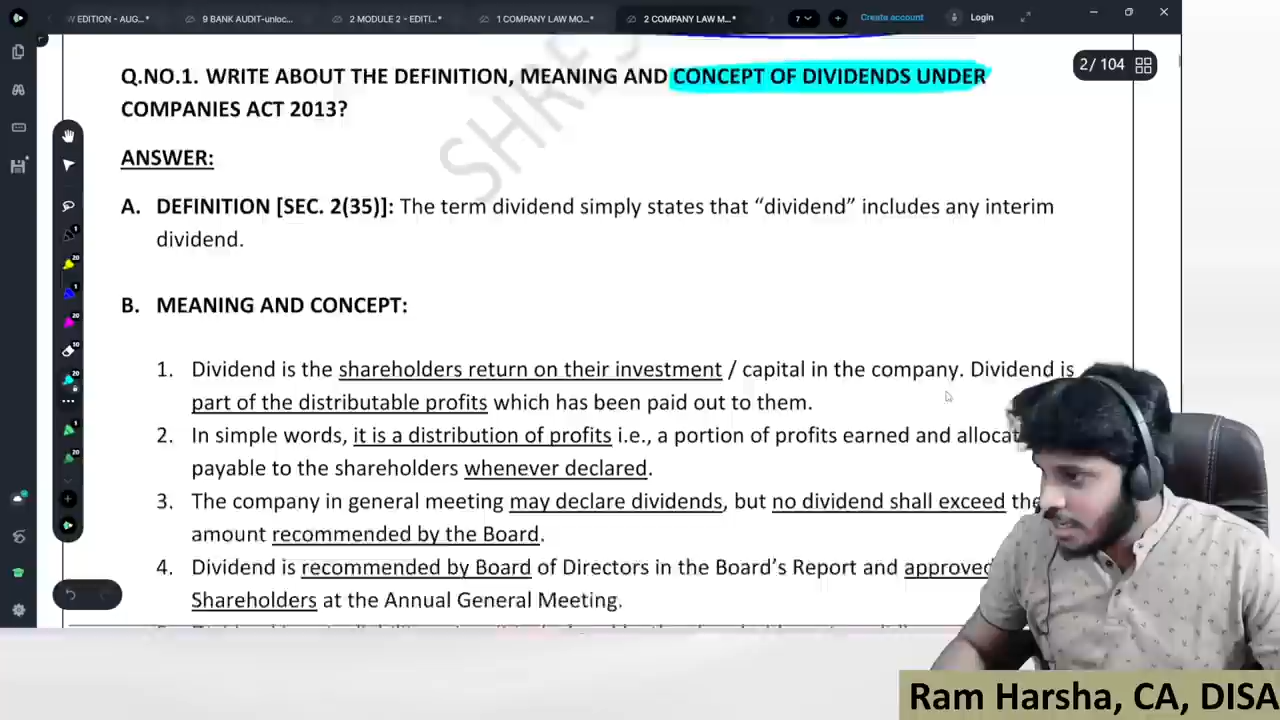 W EDITION - AUG...*
9 BANK AUDIT-unloc...
2 MODULE 2 - EDITI...*
1 COMPANY LAW MO...*
2 COMPANY LAW M...*
7
Create account
Login
2 / 104
SHREE
Q.NO.1. WRITE ABOUT THE DEFINITION, MEANING AND CONCEPT OF DIVIDENDS UNDER
COMPANIES ACT 2013?
ANSWER:
A. DEFINITION [SEC. 2(35)]: The term dividend simply states that “dividend” includes any interim
dividend.
B. MEANING AND CONCEPT:
1. Dividend is the shareholders return on their investment / capital in the company. Dividend is
part of the distributable profits which has been paid out to them.
2. In simple words, it is a distribution of profits i.e., a portion of profits earned and allocat
payable to the shareholders whenever declared.
3. The company in general meeting may declare dividends, but no dividend shall exceed the
amount recommended by the Board.
4. Dividend is recommended by Board of Directors in the Board’s Report and approved
Shareholders at the Annual General Meeting.
Ram Harsha, CA, DISA